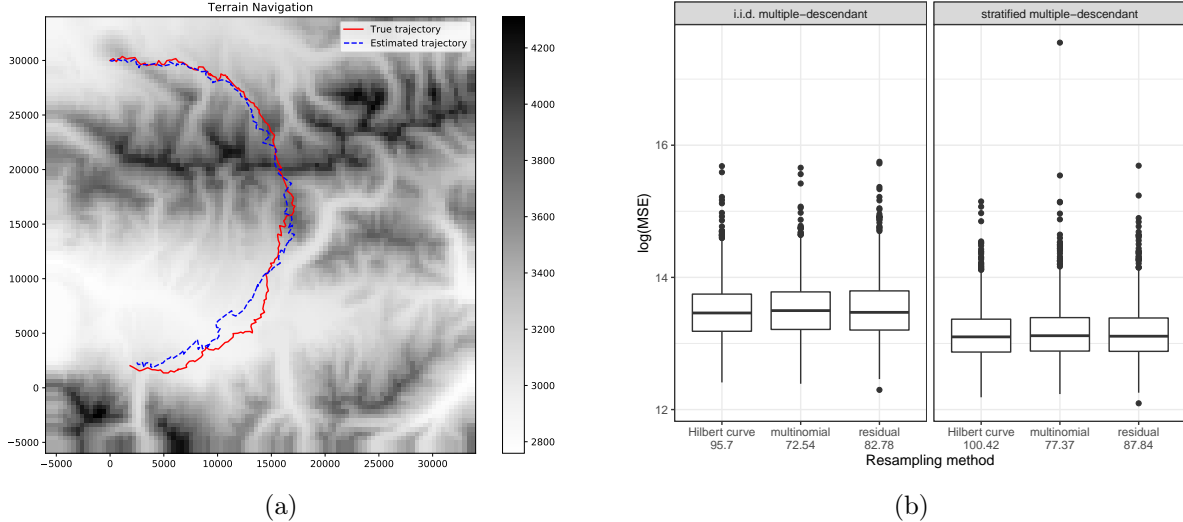 Terrain Navigation
True trajectory
Estimated trajectory
30000
25000
20000
15000
10000
5000
0
−5000
−5000 0 5000 10000 15000 20000 25000 30000
4200
4000
3800
3600
3400
3200
3000
2800
(a)
i.i.d. multiple−descendant stratified multiple−descendant
log(MSE)
16
14
12
Hilbert curve multinomial residual Hilbert curve multinomial residual
95.7 72.54 82.78 100.42 77.37 87.84
Resampling method
(b)